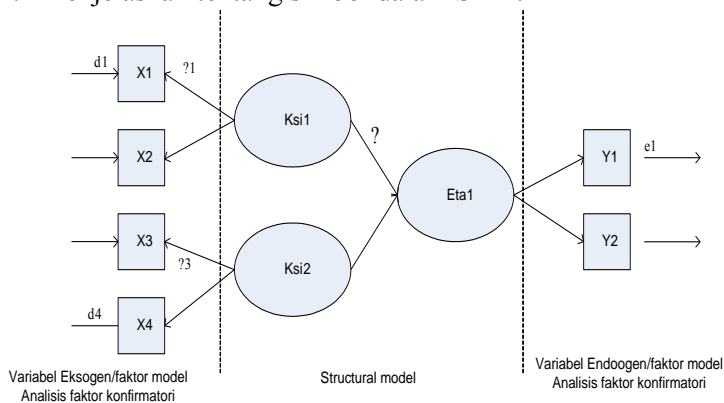 d1
X1
?1
Ksi1
X2
?
Y1
e1
Eta1
X3
?3
Ksi2
Y2
d4
X4
Variabel Eksogen/faktor model
Analisis faktor konfirmatori
Structural model
Variabel Endoogen/faktor model
Analisis faktor konfirmatori